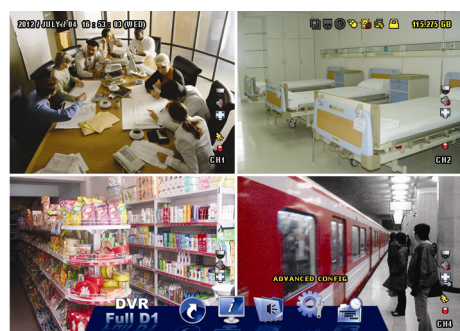 2012 / JULY / 04 16 : 53 : 03 (WED)
115.275 GB
CH1
CH2
ADVANCED CONFIG
DVR
Full D1
CH4